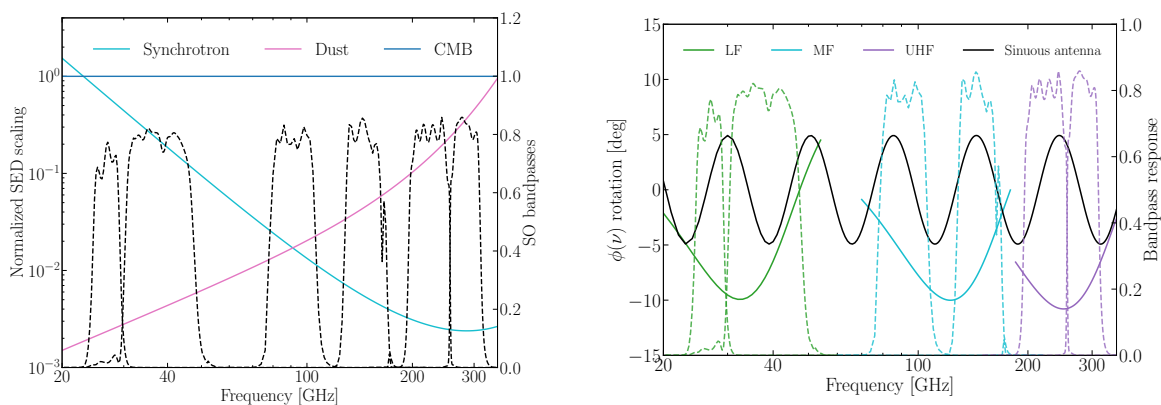 Synchrotron Dust CMB
Normalized SED scaling
10⁰
10⁻¹
10⁻²
10⁻³
20 40 100 200 300
Frequency [GHz]
1.2
1.0
0.8
0.6
0.4
0.2
0.0
SO bandpasses
LF MF UHF Sinuous antenna
ϕ(ν) rotation [deg]
15
10
5
0
−5
−10
−15
20 40 100 200 300
Frequency [GHz]
1.0
0.8
0.6
0.4
0.2
0.0
Bandpass response